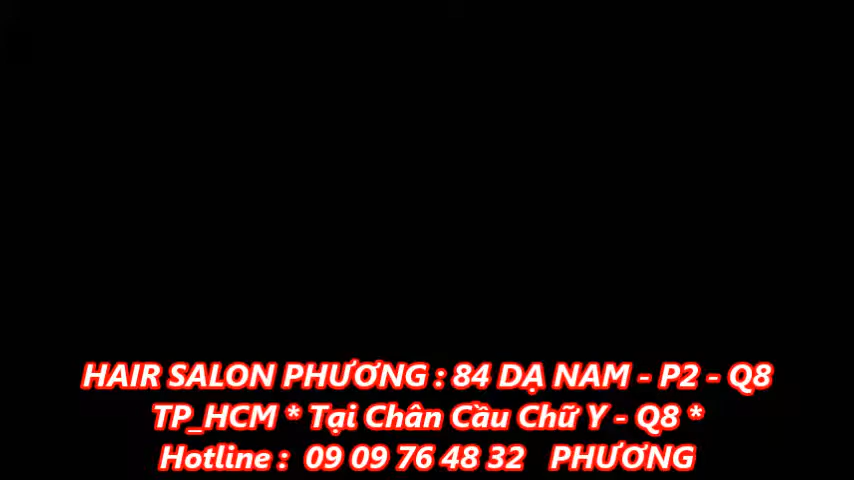 HAIR SALON PHƯƠNG : 84 DẠ NAM - P2 - Q8
TP_HCM * Tại Chân Cầu Chữ Y - Q8 *
Hotline :  09 09 76 48 32   PHƯƠNG